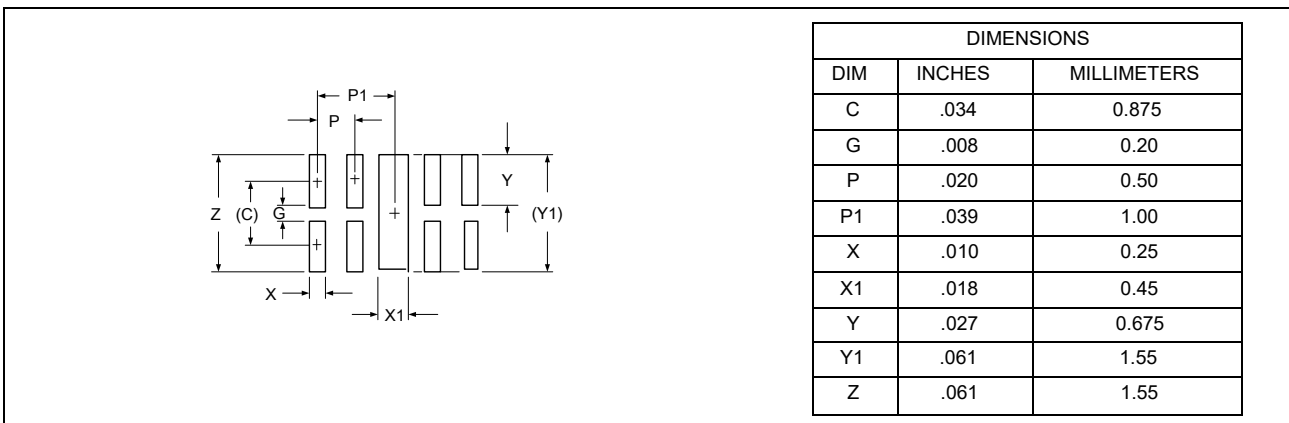 P1
P
Z (C) G Y (Y1)
X X1
DIMENSIONS
DIM INCHES MILLIMETERS
C .034 0.875
G .008 0.20
P .020 0.50
P1 .039 1.00
X .010 0.25
X1 .018 0.45
Y .027 0.675
Y1 .061 1.55
Z .061 1.55